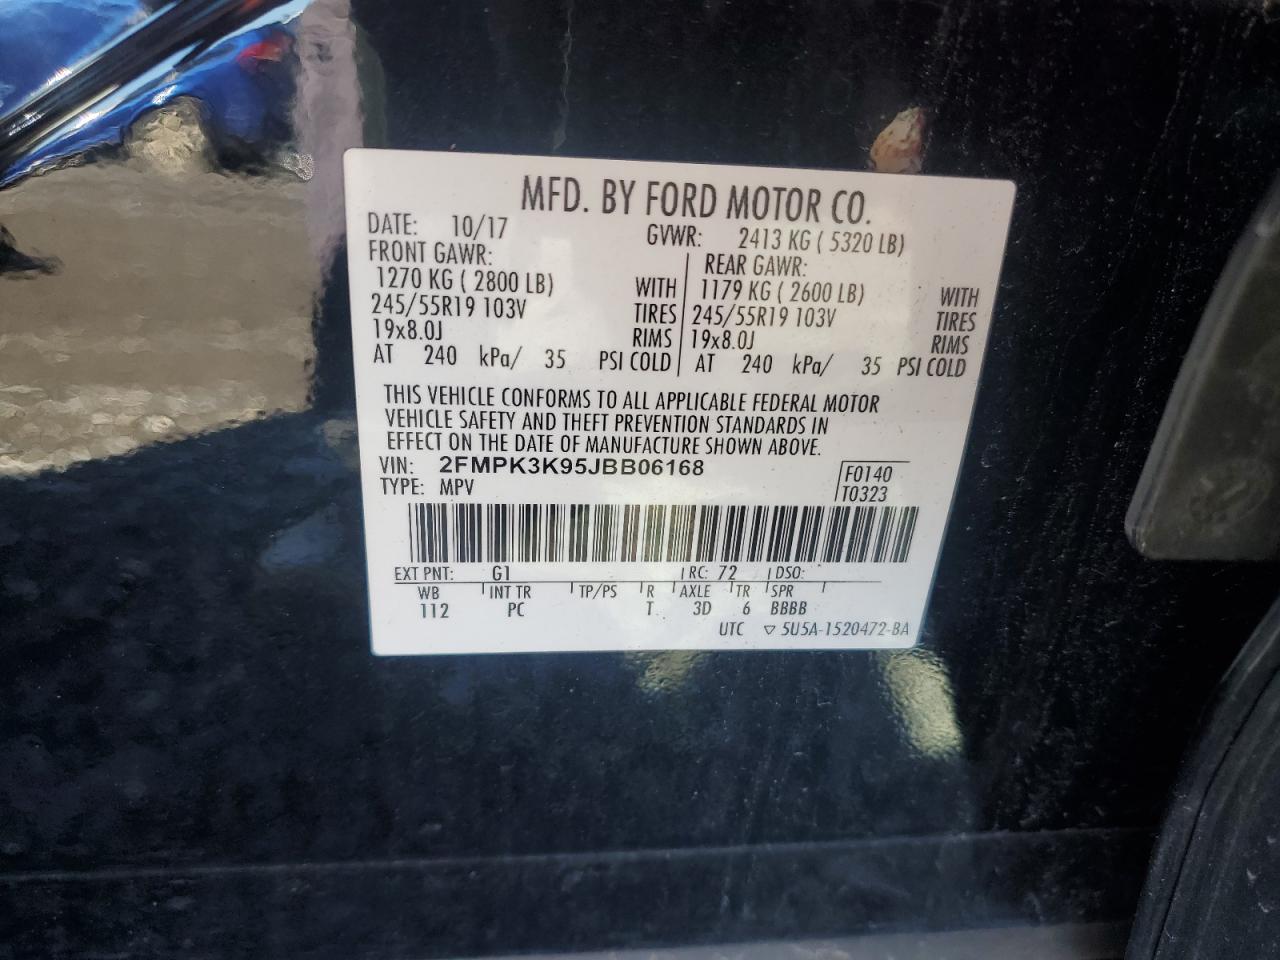 MFD. BY FORD MOTOR CO.
DATE: 10/17 GVWR: 2413 KG ( 5320 LB)
FRONT GAWR: REAR GAWR:
1270 KG ( 2800 LB) WITH 1179 KG ( 2600 LB) WITH
245/55R19 103V TIRES 245/55R19 103V TIRES
19x8.0J RIMS 19x8.0J RIMS
AT 240 kPa/ 35 PSI COLD AT 240 kPa/ 35 PSI COLD
THIS VEHICLE CONFORMS TO ALL APPLICABLE FEDERAL MOTOR
VEHICLE SAFETY AND THEFT PREVENTION STANDARDS IN
EFFECT ON THE DATE OF MANUFACTURE SHOWN ABOVE.
VIN: 2FMPK3K95JBB06168 F0140
TYPE: MPV T0323
EXT PNT: G1 RC: 72 DSO:
WB INT TR TP/PS R AXLE TR SPR
112 PC T 3D 6 BBBB
UTC ▽ 5U5A-1520472-BA